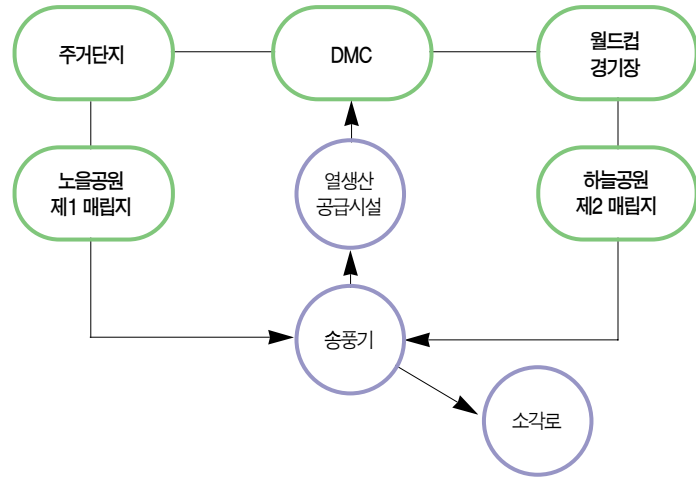 주거단지
DMC
월드컵
경기장
노을공원
제1 매립지
열생산
공급시설
하늘공원
제2 매립지
송풍기
소각로